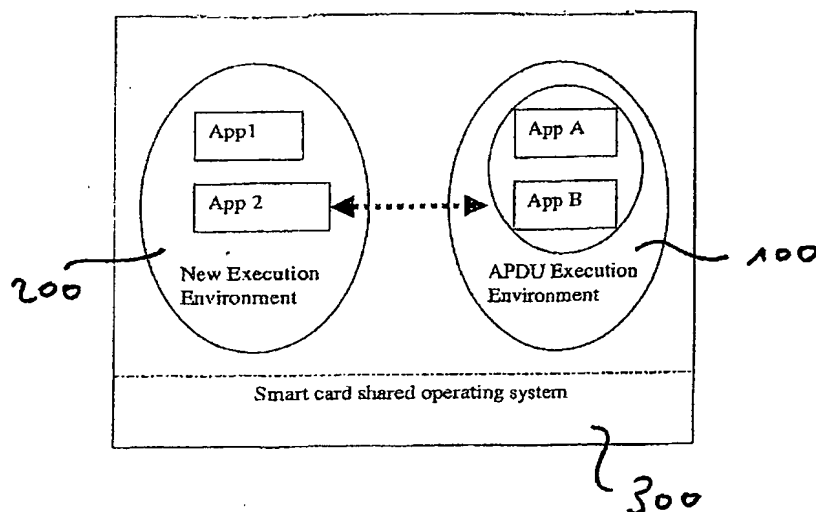 App1
App A
App 2
App B
200
New Execution
Environment
APDU Execution
Environment
100
Smart card shared operating system
300